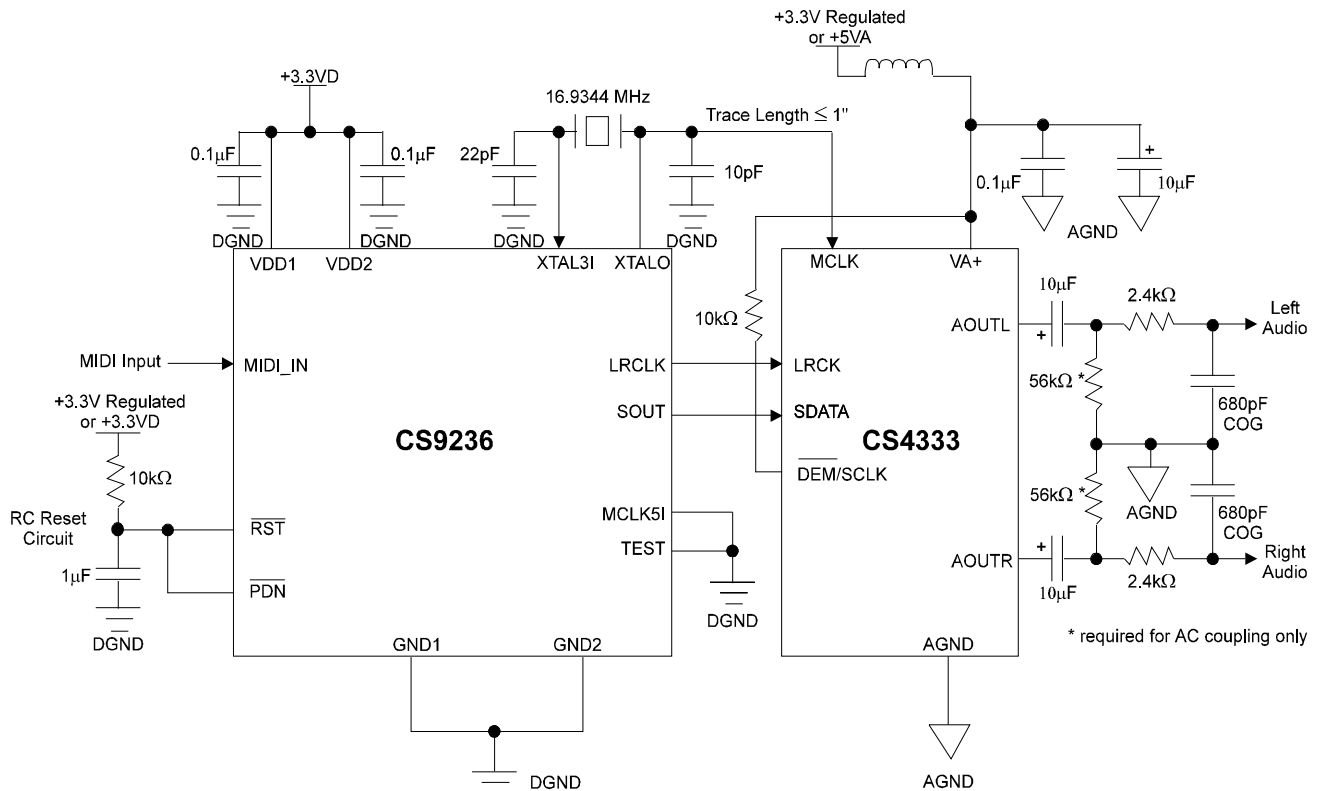 +3.3V Regulated
or +5VA
+3.3VD
16.9344 MHz
Trace Length ≤ 1"
0.1µF
0.1µF
22pF
10pF
0.1µF
+
10µF
DGND
DGND
DGND
DGND
AGND
VDD1
VDD2
XTAL3I
XTALO
MCLK
VA+
10kΩ
10µF
+
2.4kΩ
AOUTL
Left
Audio
MIDI Input
MIDI_IN
LRCLK
LRCK
56kΩ *
+3.3V Regulated
or +3.3VD
SOUT
SDATA
680pF
COG
CS9236
CS4333
10kΩ
DEM/SCLK
56kΩ *
AGND
680pF
COG
RC Reset
Circuit
RST
MCLK5I
TEST
1µF
PDN
AOUTR
+
10µF
2.4kΩ
Right
Audio
DGND
DGND
* required for AC coupling only
GND1
GND2
AGND
DGND
AGND